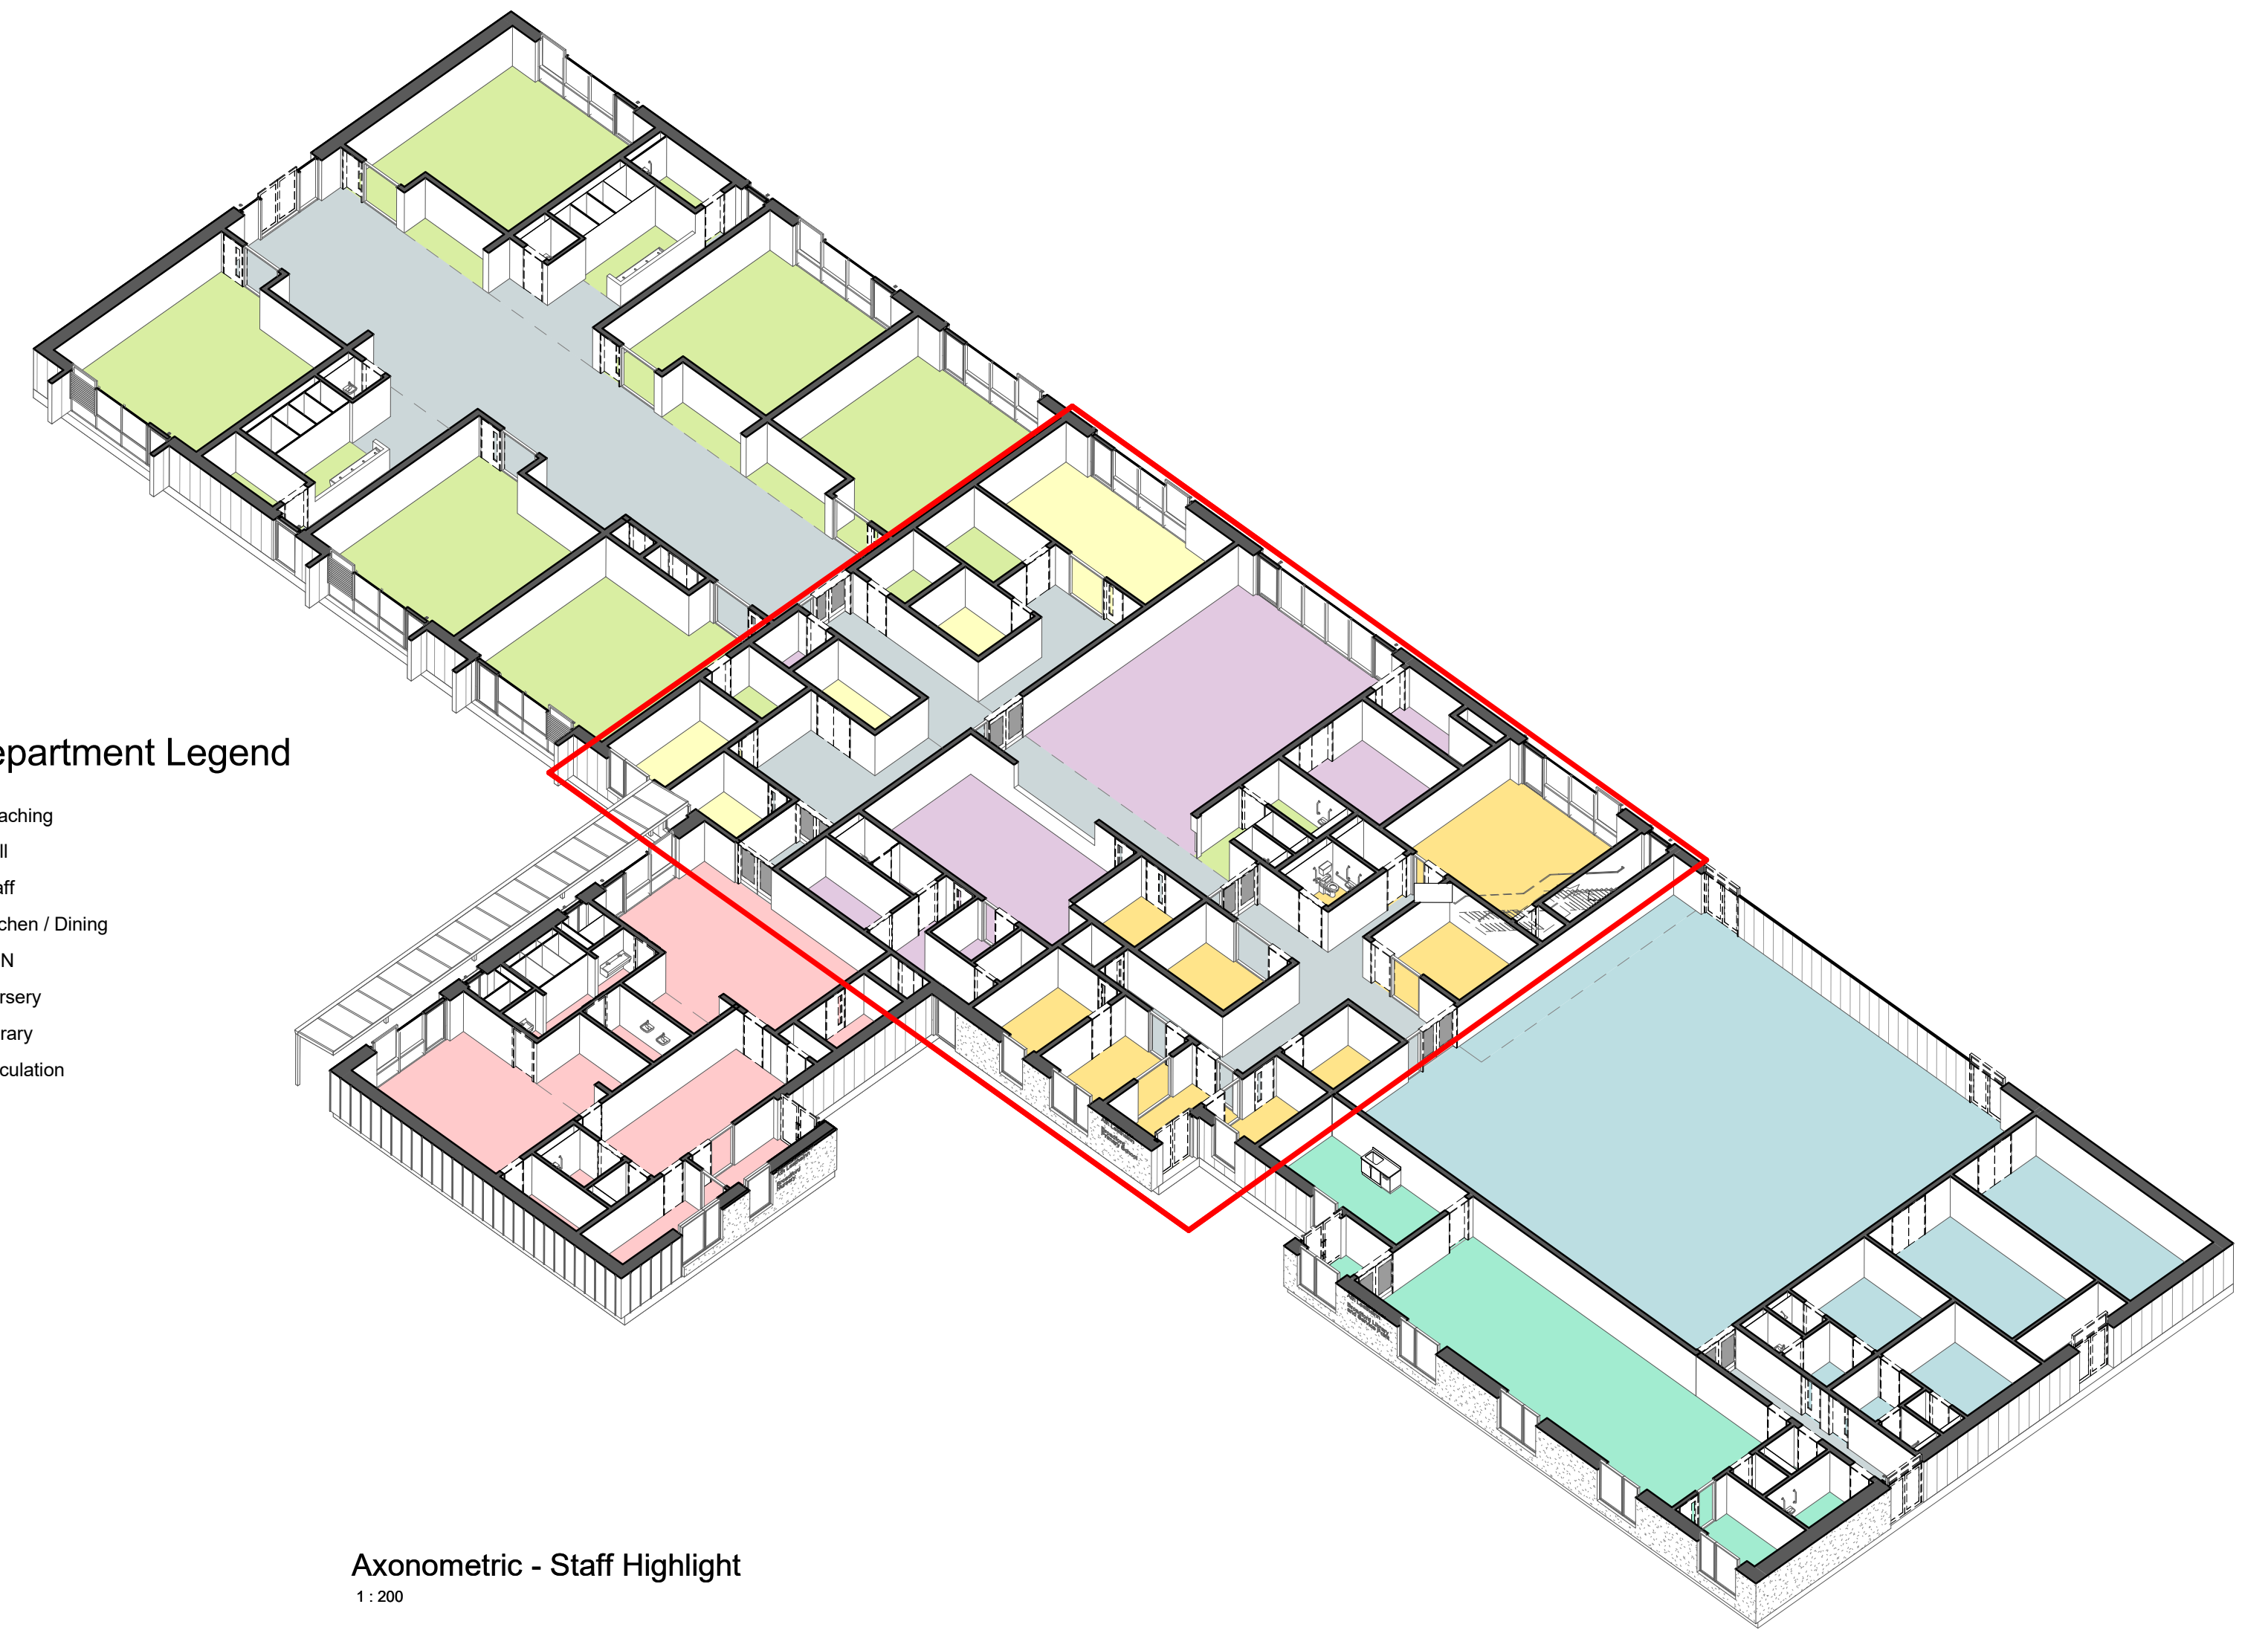 epartment Legend
aching
ll
aff
chen / Dining
N
rsery
rary
culation
Axonometric - Staff Highlight
1 : 200